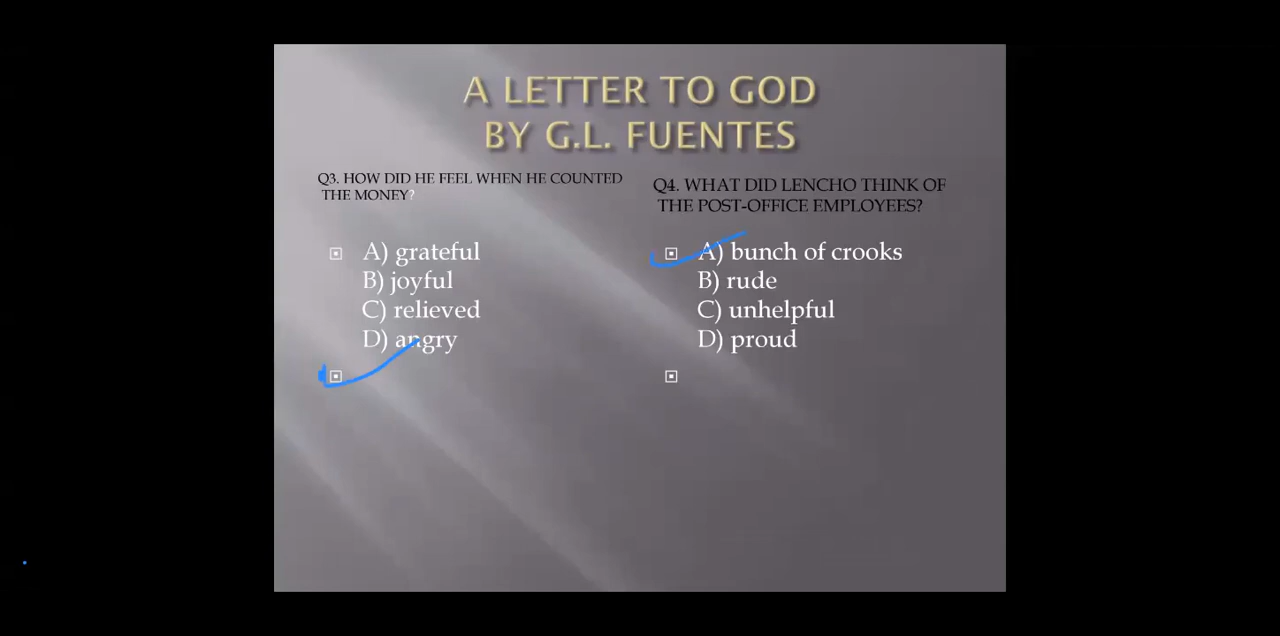 A LETTER TO GOD
BY G.L. FUENTES
Q3. HOW DID HE FEEL WHEN HE COUNTED
THE MONEY?
A) grateful
B) joyful
C) relieved
D) angry
Q4. WHAT DID LENCHO THINK OF
THE POST-OFFICE EMPLOYEES?
A) bunch of crooks
B) rude
C) unhelpful
D) proud